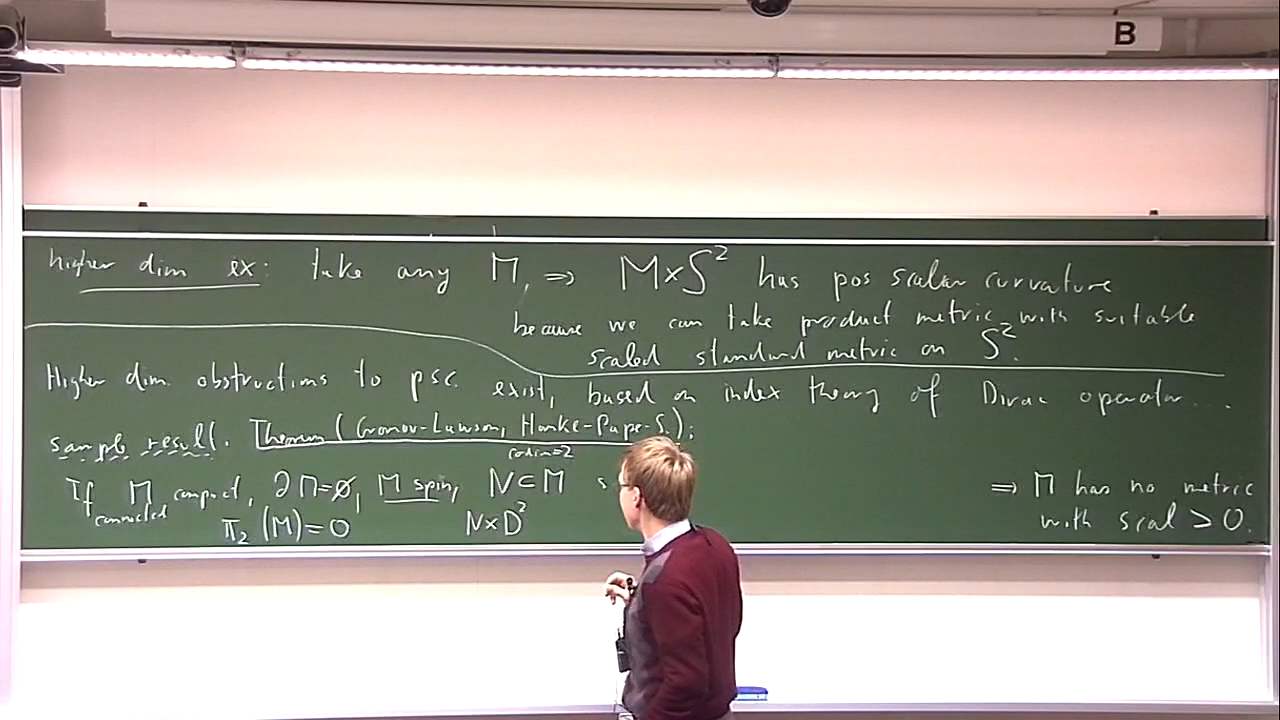 B
higher dim ex: take any M, ⇒ M×S² has pos scalar curvature
because we can take product metric with suitable
scaled standard metric on S².
Higher dim. obstructions to psc. exist, based on index theory of Dirac operator...
sample result. Theorem (Gromov-Lawson, Hanke-Pape-S.):
If M compact, connected ∂M=∅, M spin, N⊂M codim=2 s
⇒ M has no metric
π₂(M)=0 N×D²
with scal > 0.